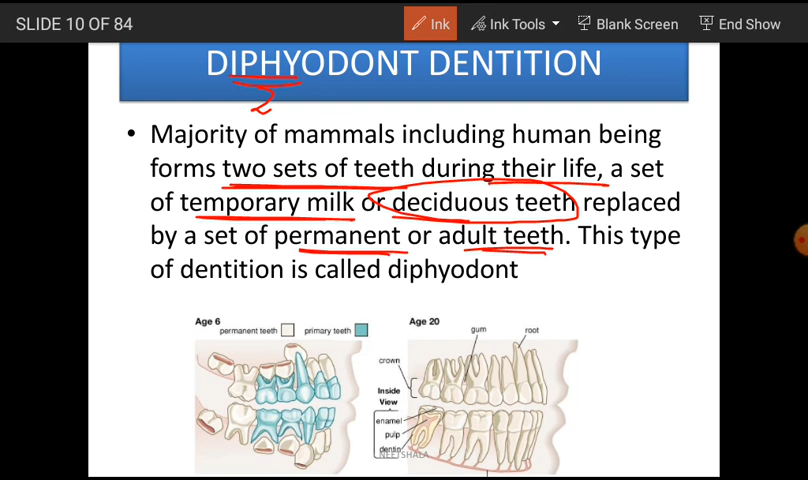 SLIDE 10 OF 84
Ink
Ink Tools
Blank Screen
End Show
DIPHYODONT DENTITION
2
• Majority of mammals including human being
forms two sets of teeth during their life, a set
of temporary milk or deciduous teeth replaced
by a set of permanent or adult teeth. This type
of dentition is called diphyodont
Age 6
permanent teeth
primary teeth
Age 20
gum
root
crown
Inside
View
enamel
pulp
dentin
NEETSHALA